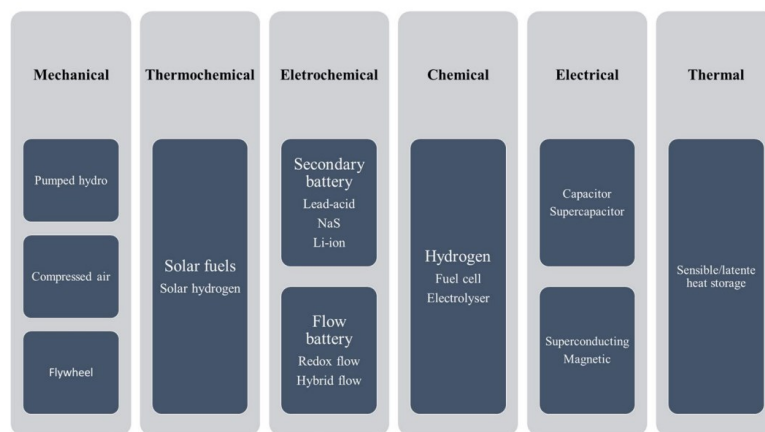 Mechanical
Pumped hydro
Compressed air
Flywheel
Thermochemical
Solar fuels
Solar hydrogen
Eletrochemical
Secondary
battery
Lead-acid
NaS
Li-ion
Flow
battery
Redox flow
Hybrid flow
Chemical
Hydrogen
Fuel cell
Electrolyser
Electrical
Capacitor
Supercapacitor
Superconducting
Magnetic
Thermal
Sensible/latente
heat storage